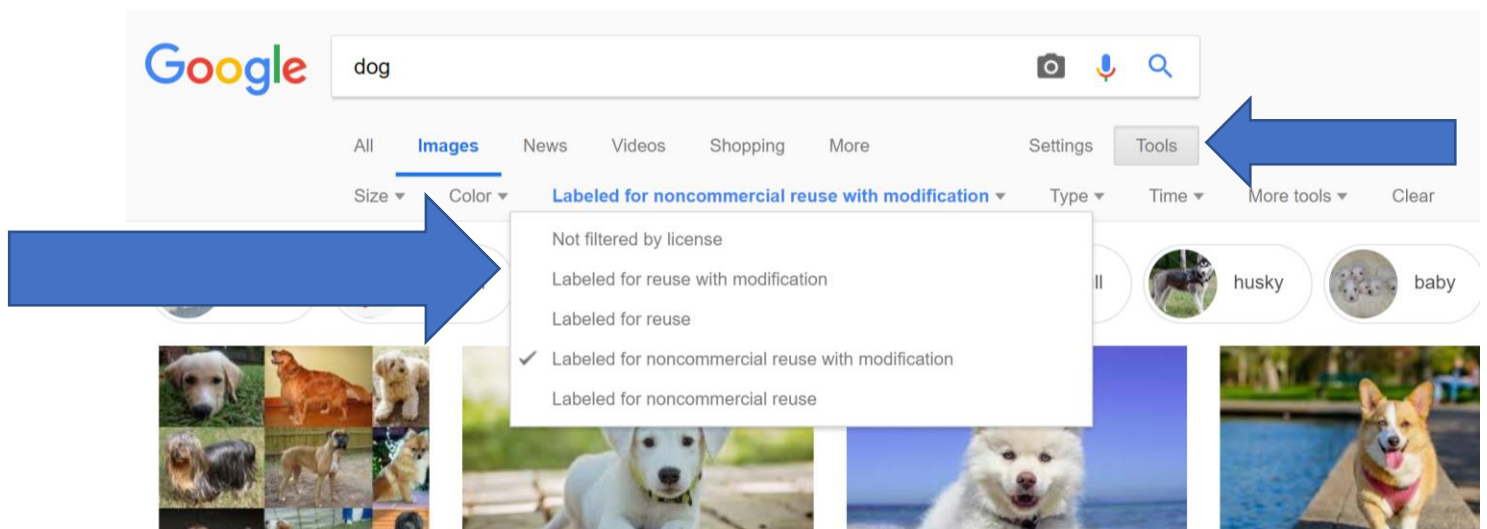 Google
dog
All Images News Videos Shopping More Settings Tools
Size Color Labeled for noncommercial reuse with modification Type Time More tools Clear
Not filtered by license
Labeled for reuse with modification
Labeled for reuse
Labeled for noncommercial reuse with modification
Labeled for noncommercial reuse
husky
baby